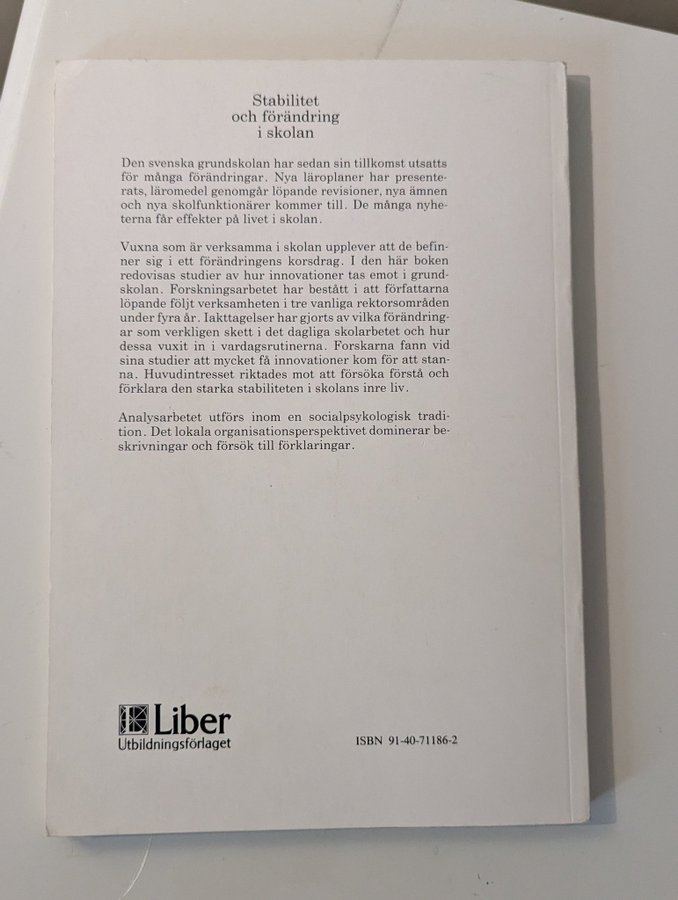 Stabilitet
och förändring
i skolan
Den svenska grundskolan har sedan sin tillkomst utsatts
för många förändringar. Nya läroplaner har presente-
rats, läromedel genomgår löpande revisioner, nya ämnen
och nya skolfunktionärer kommer till. De många nyhe-
terna får effekter på livet i skolan.
Vuxna som är verksamma i skolan upplever att de befin-
ner sig i ett förändringens korsdrag. I den här boken
redovisas studier av hur innovationer tas emot i grund-
skolan. Forskningsarbetet har bestått i att författarna
löpande följt verksamheten i tre vanliga rektorsområden
under fyra år. Iakttagelser har gjorts av vilka förändring-
ar som verkligen skett i det dagliga skolarbetet och hur
dessa vuxit in i vardagsrutinerna. Forskarna fann vid
sina studier att mycket få innovationer kom för att stan-
na. Huvudintresset riktades mot att försöka förstå och
förklara den starka stabiliteten i skolans inre liv.
Analysarbetet utförs inom en socialpsykologisk tradi-
tion. Det lokala organisationsperspektivet dominerar be-
skrivningar och försök till förklaringar.
Liber
Utbildningsförlaget
ISBN 91-40-71186-2